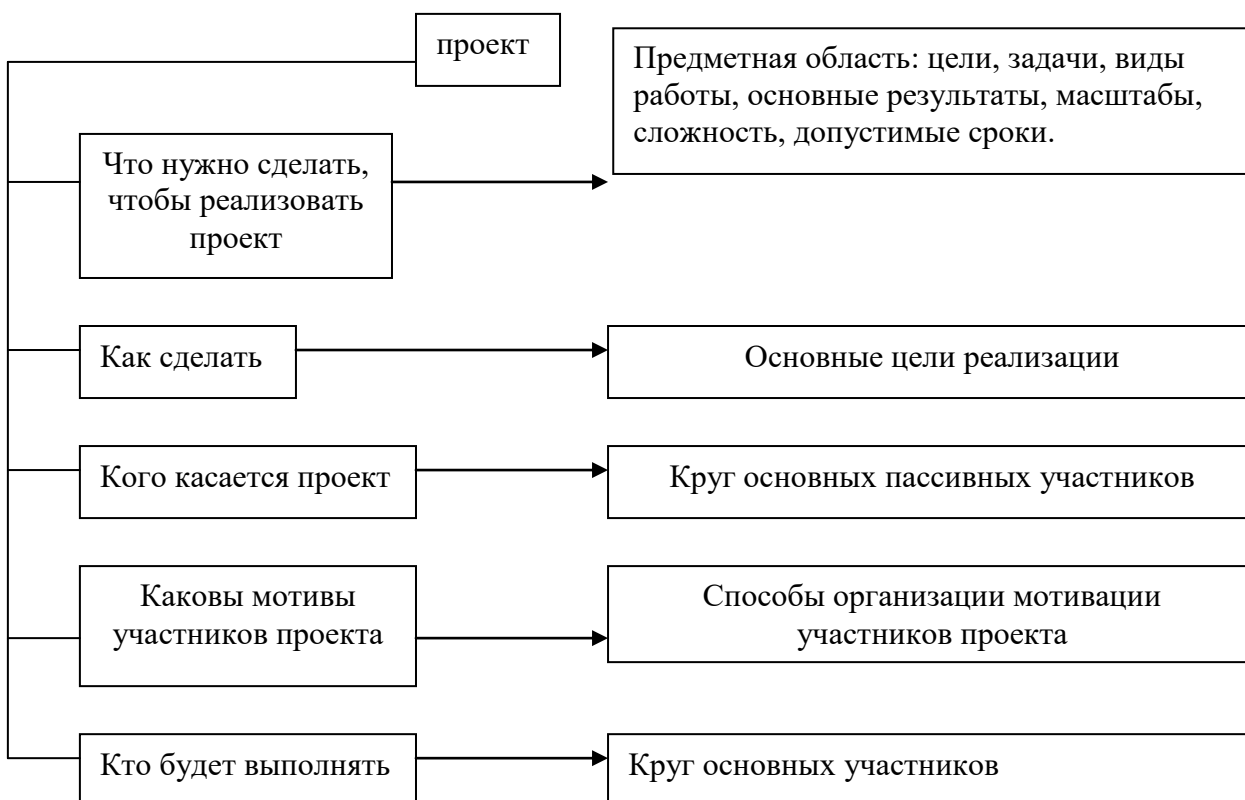 проект
Предметная область: цели, задачи, виды
работы, основные результаты, масштабы,
сложность, допустимые сроки.
Что нужно сделать,
чтобы реализовать
проект
Как сделать
Основные цели реализации
Кого касается проект
Круг основных пассивных участников
Каковы мотивы
участников проекта
Способы организации мотивации
участников проекта
Кто будет выполнять
Круг основных участников